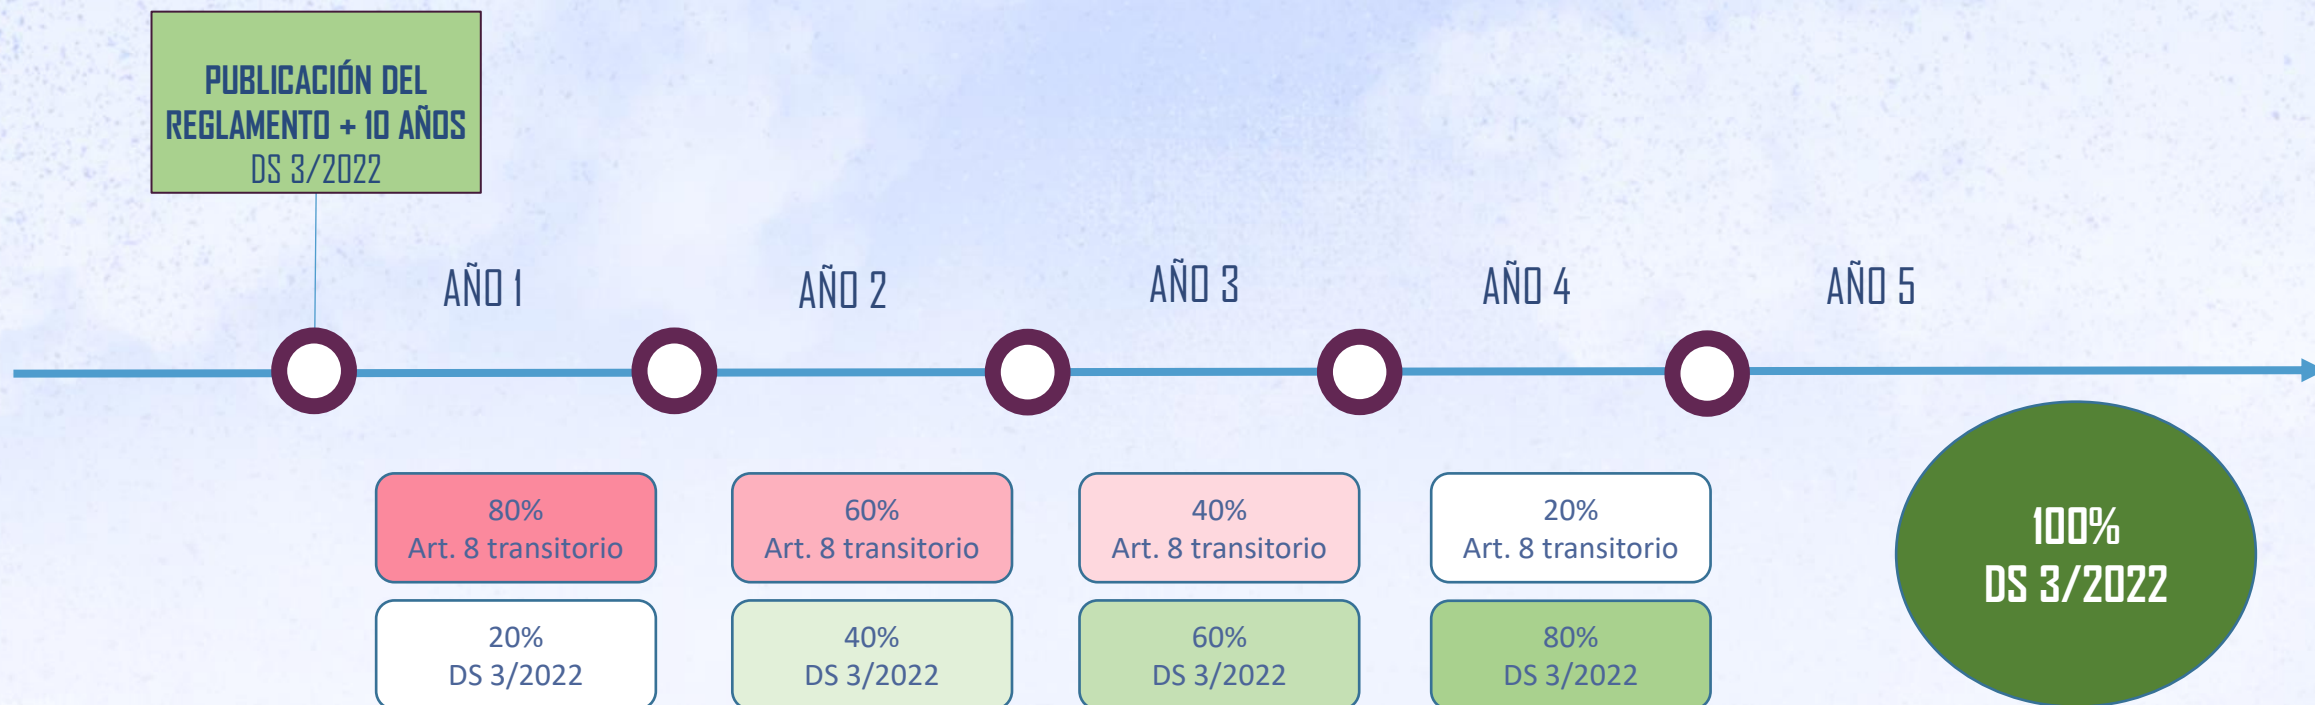 PUBLICACIÓN DEL
REGLAMENTO + 10 AÑOS
DS 3/2022
AÑO 1
AÑO 2
AÑO 3
AÑO 4
AÑO 5
80%
Art. 8 transitorio
60%
Art. 8 transitorio
40%
Art. 8 transitorio
20%
Art. 8 transitorio
20%
DS 3/2022
40%
DS 3/2022
60%
DS 3/2022
80%
DS 3/2022
100%
DS 3/2022